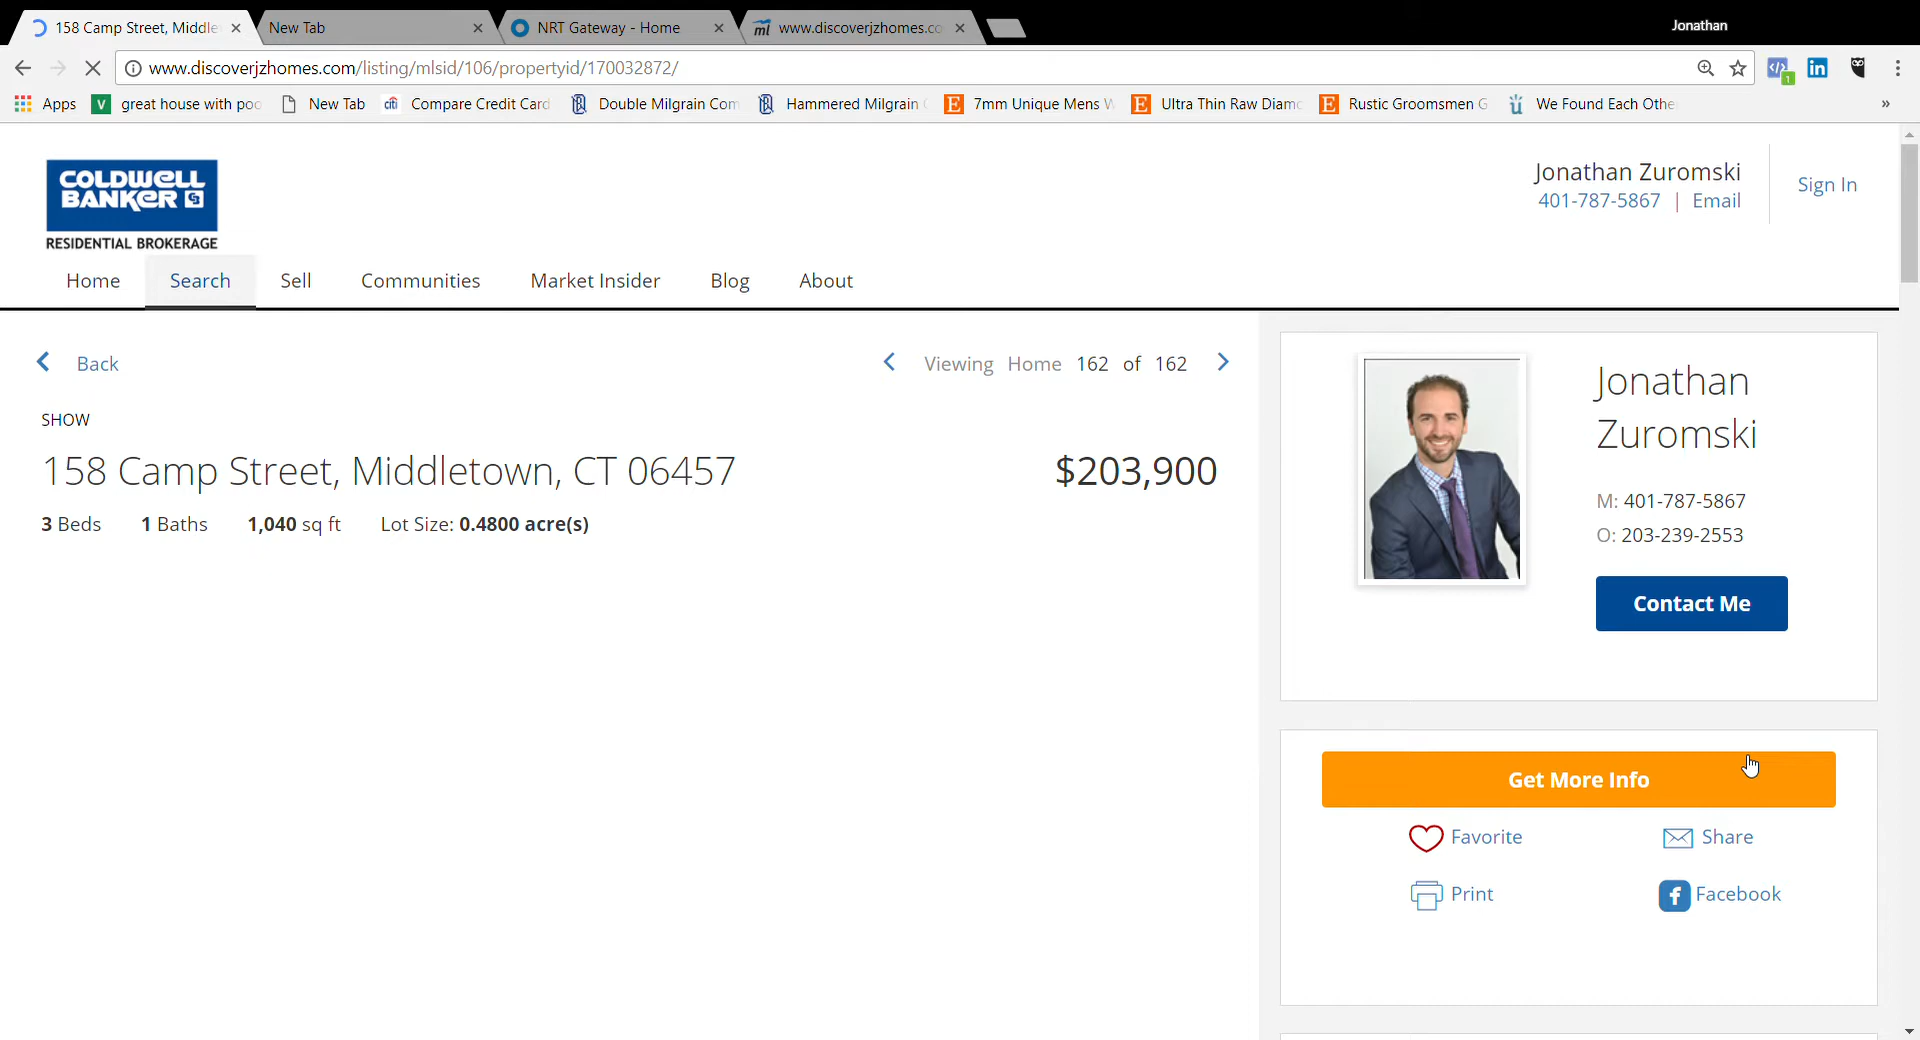 158 Camp Street, Middle
New Tab
NRT Gateway - Home
ml www.discoverjzhomes.co
Jonathan
www.discoverjzhomes.com/listing/mlsid/106/propertyid/170032872/
Apps
V great house with poo
New Tab
citi Compare Credit Card
Double Milgrain Com
Hammered Milgrain
E 7mm Unique Mens W
E Ultra Thin Raw Diamo
E Rustic Groomsmen G
We Found Each Othe
»
COLDWELL
BANKER CB
RESIDENTIAL BROKERAGE
Jonathan Zuromski
401-787-5867 | Email
Sign In
Home Search Sell Communities Market Insider Blog About
Back
Viewing Home 162 of 162
SHOW
158 Camp Street, Middletown, CT 06457
$203,900
3 Beds 1 Baths 1,040 sq ft Lot Size: 0.4800 acre(s)
Jonathan
Zuromski
M: 401-787-5867
O: 203-239-2553
Contact Me
Get More Info
Favorite
Share
Print
f Facebook